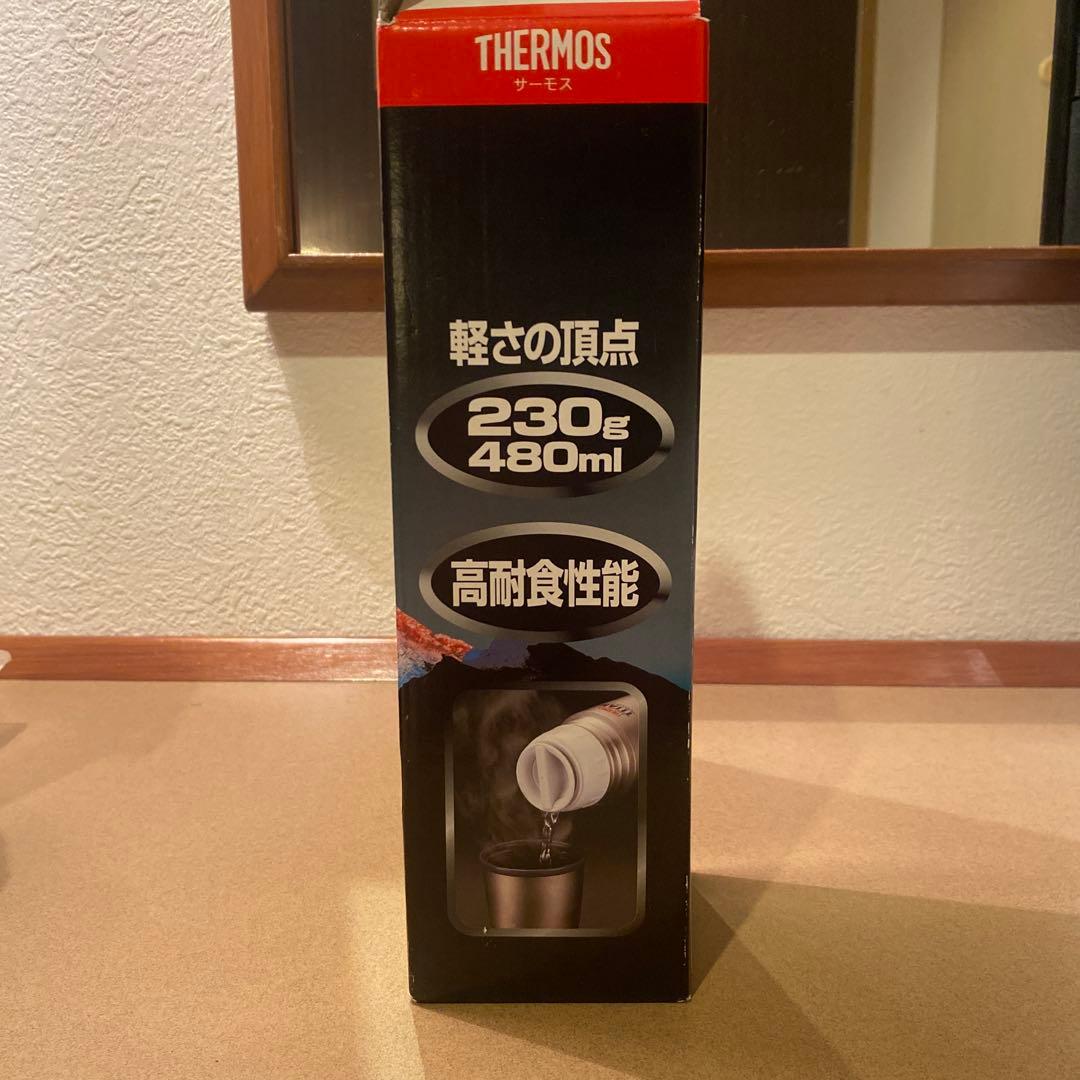 THERMOS
サーモス
軽さの頂点
230g
480ml
高耐食性能